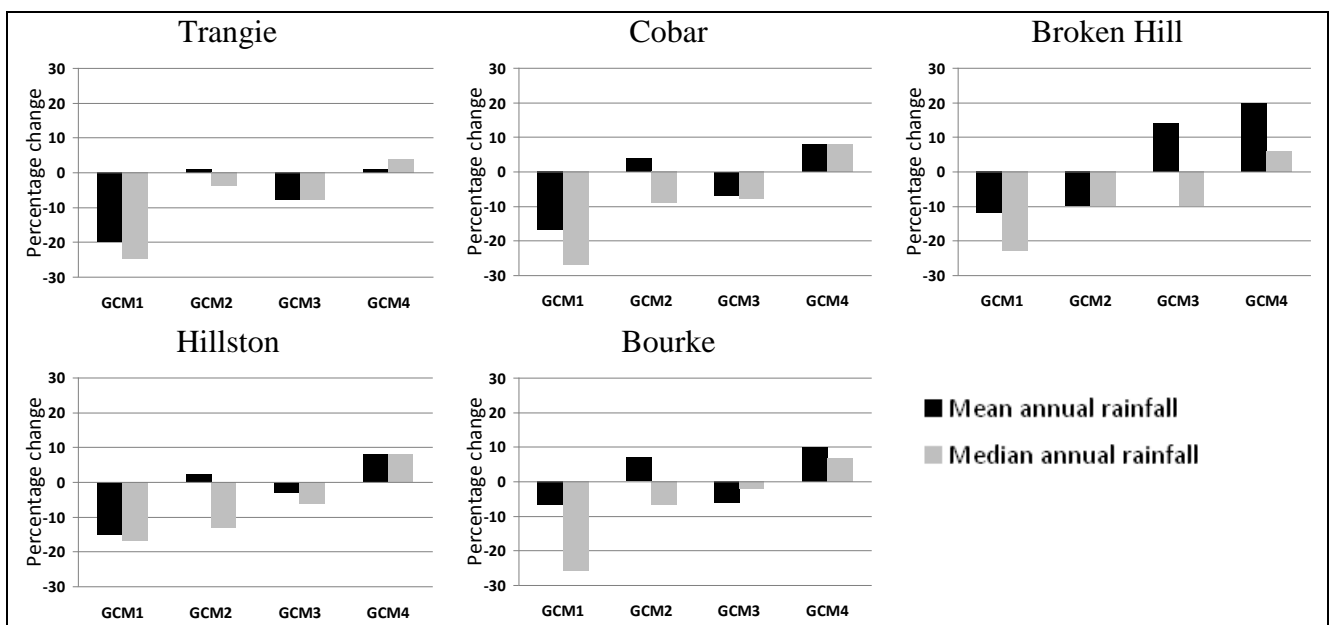 Trangie
Percentage change
30
20
10
0
-10
-20
-30
GCM1 GCM2 GCM3 GCM4
Cobar
Percentage change
30
20
10
0
-10
-20
-30
GCM1 GCM2 GCM3 GCM4
Broken Hill
Percentage change
30
20
10
0
-10
-20
-30
GCM1 GCM2 GCM3 GCM4
Hillston
Percentage change
30
20
10
0
-10
-20
-30
GCM1 GCM2 GCM3 GCM4
Bourke
Percentage change
30
20
10
0
-10
-20
-30
GCM1 GCM2 GCM3 GCM4
Mean annual rainfall
Median annual rainfall